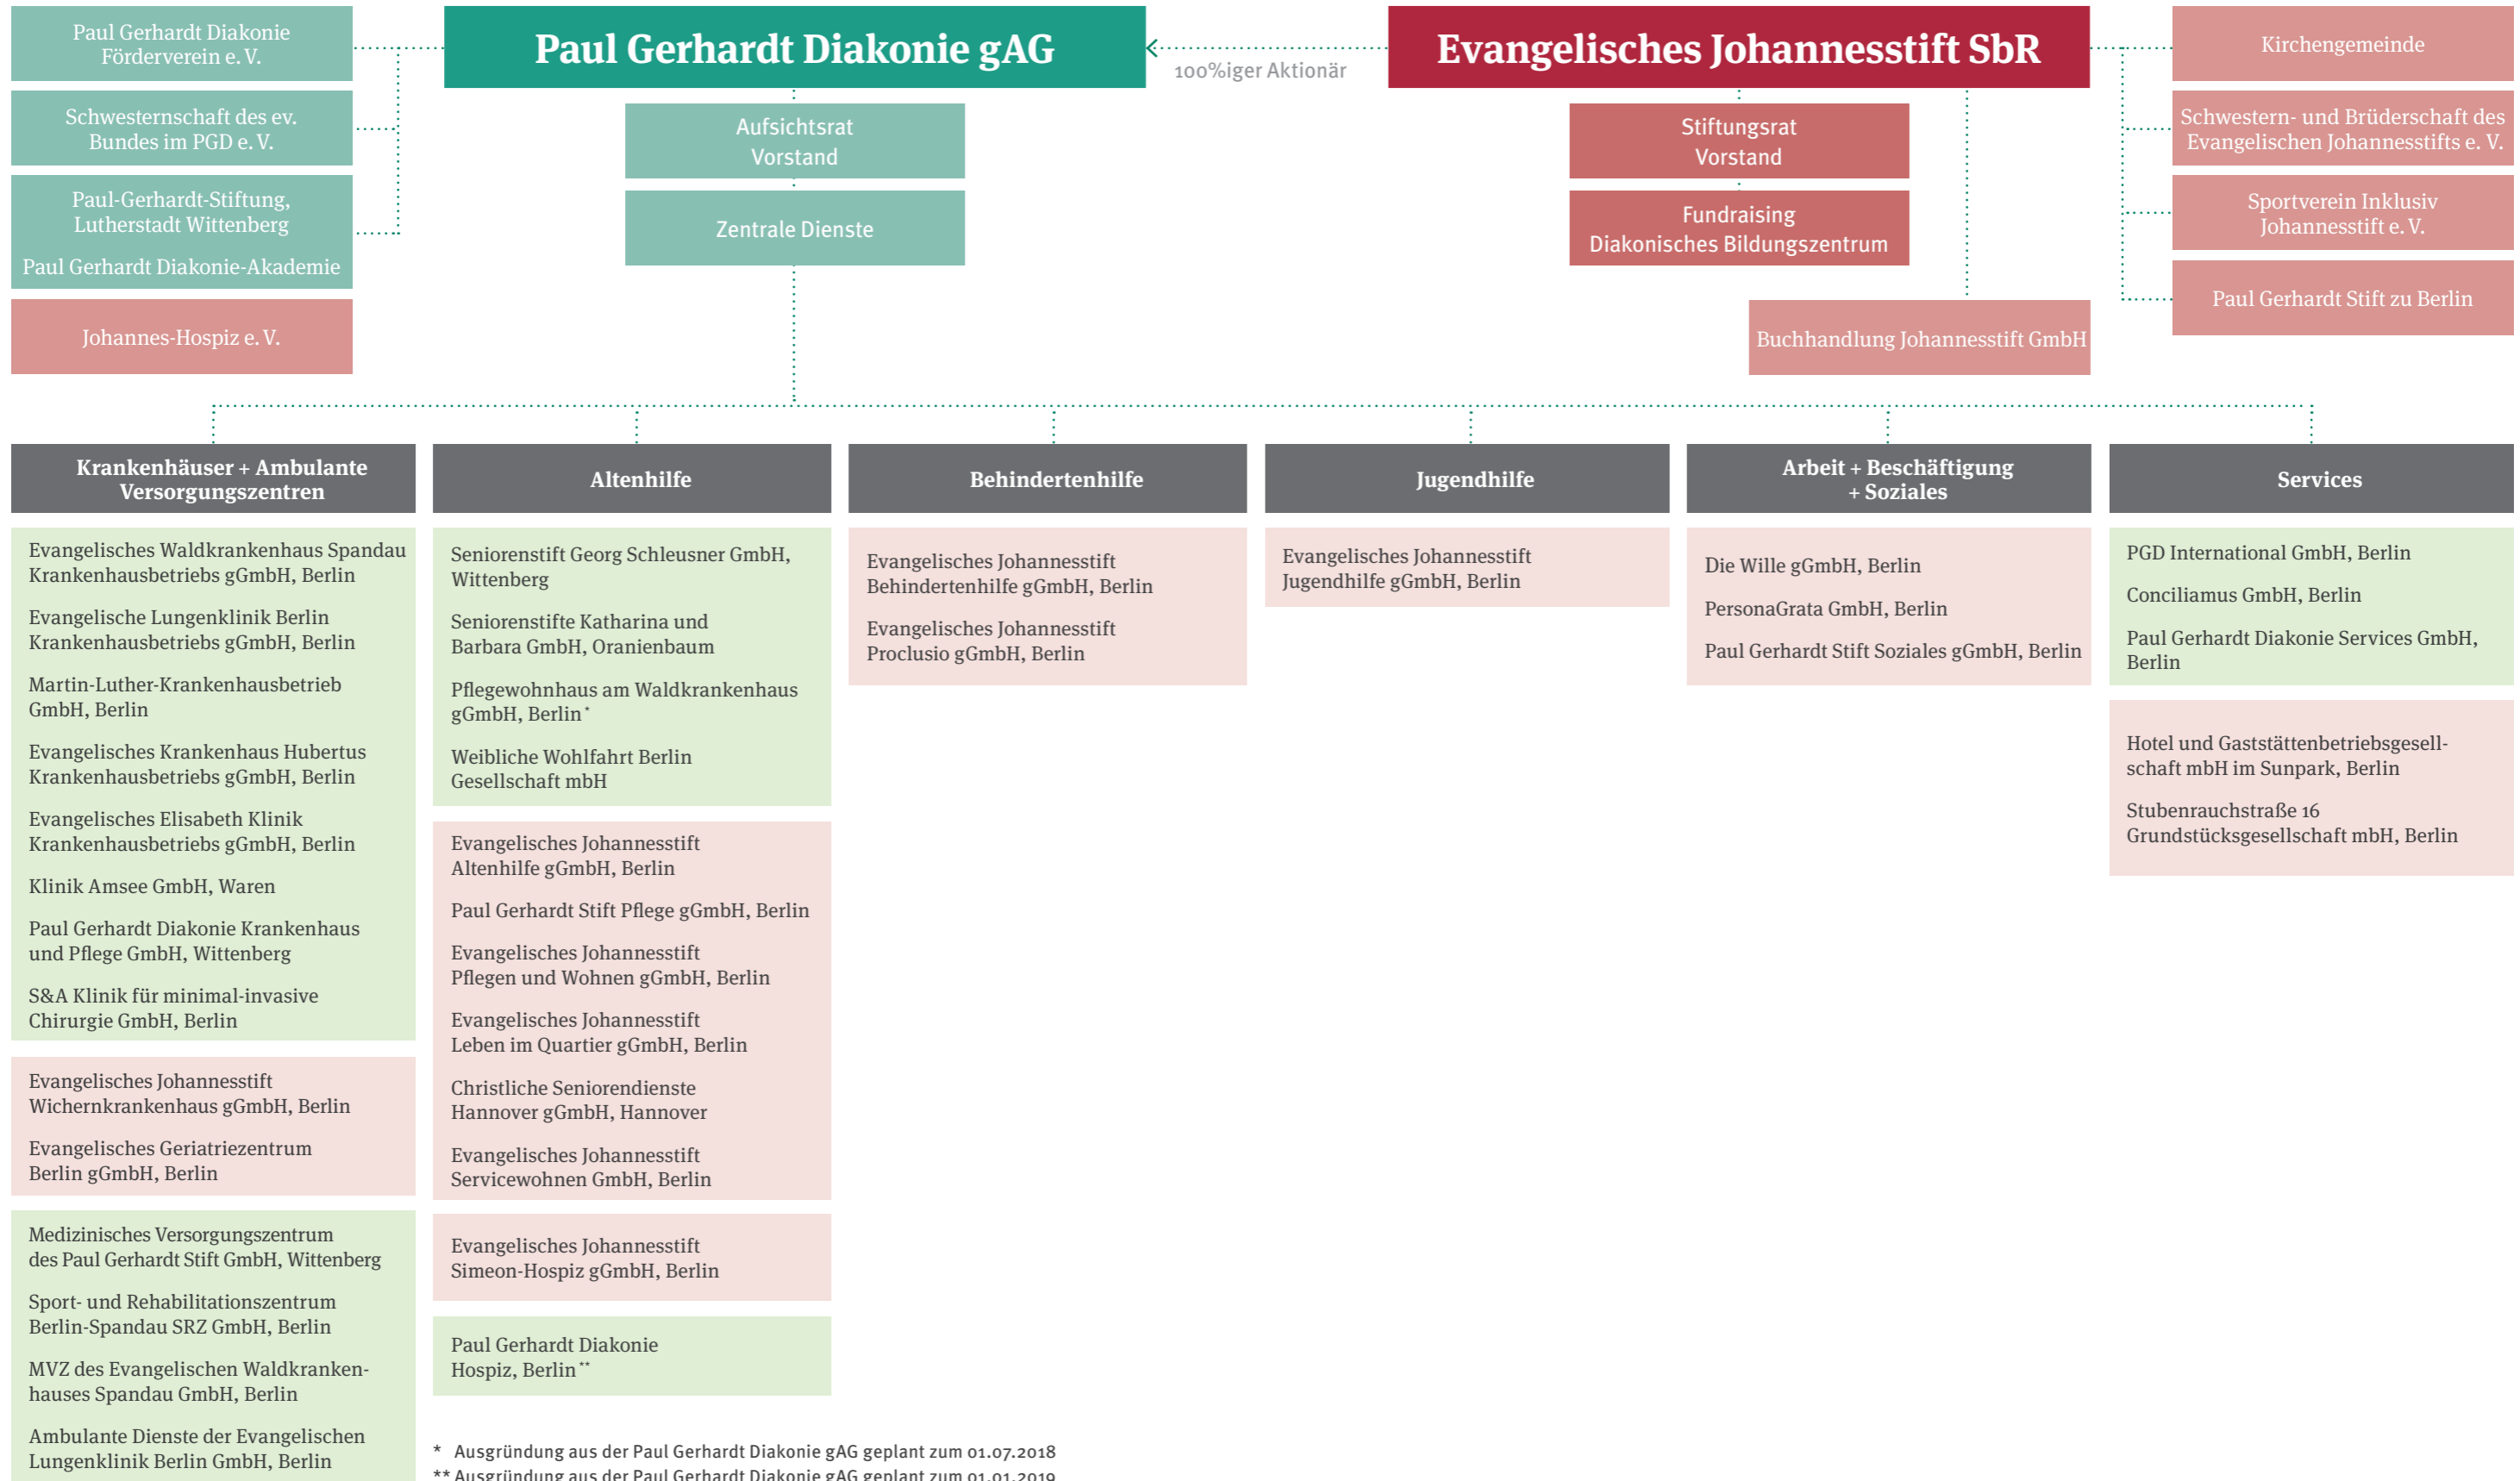 Paul Gerhardt Diakonie
Förderverein e. V.
Schwesternschaft des ev.
Bundes im PGD e. V.
Paul-Gerhardt-Stiftung,
Lutherstadt Wittenberg
Paul Gerhardt Diakonie-Akademie
Johannes-Hospiz e. V.
Paul Gerhardt Diakonie gAG
Aufsichtsrat
Vorstand
Zentrale Dienste
100%iger Aktionär
Evangelisches Johannesstift SbR
Stiftungsrat
Vorstand
Fundraising
Diakonisches Bildungszentrum
Buchhandlung Johannesstift GmbH
Kirchengemeinde
Schwestern- und Brüderschaft des
Evangelischen Johannesstifts e. V.
Sportverein Inklusiv
Johannesstift e. V.
Paul Gerhardt Stift zu Berlin
Krankenhäuser + Ambulante
Versorgungszentren
Evangelisches Waldkrankenhaus Spandau
Krankenhausbetriebs gGmbH, Berlin
Evangelische Lungenklinik Berlin
Krankenhausbetriebs gGmbH, Berlin
Martin-Luther-Krankenhausbetrieb
GmbH, Berlin
Evangelisches Krankenhaus Hubertus
Krankenhausbetriebs gGmbH, Berlin
Evangelisches Elisabeth Klinik
Krankenhausbetriebs gGmbH, Berlin
Klinik Amsee GmbH, Waren
Paul Gerhardt Diakonie Krankenhaus
und Pflege GmbH, Wittenberg
S&A Klinik für minimal-invasive
Chirurgie GmbH, Berlin
Evangelisches Johannesstift
Wichernkrankenhaus gGmbH, Berlin
Evangelisches Geriatriezentrum
Berlin gGmbH, Berlin
Medizinisches Versorgungszentrum
des Paul Gerhardt Stift GmbH, Wittenberg
Sport- und Rehabilitationszentrum
Berlin-Spandau SRZ GmbH, Berlin
MVZ des Evangelischen Waldkranken-
hauses Spandau GmbH, Berlin
Ambulante Dienste der Evangelischen
Lungenklinik Berlin GmbH, Berlin
Altenhilfe
Seniorenstift Georg Schleusner GmbH,
Wittenberg
Seniorenstifte Katharina und
Barbara GmbH, Oranienbaum
Pflegewohnhaus am Waldkrankenhaus
gGmbH, Berlin *
Weibliche Wohlfahrt Berlin
Gesellschaft mbH
Evangelisches Johannesstift
Altenhilfe gGmbH, Berlin
Paul Gerhardt Stift Pflege gGmbH, Berlin
Evangelisches Johannesstift
Pflegen und Wohnen gGmbH, Berlin
Evangelisches Johannesstift
Leben im Quartier gGmbH, Berlin
Christliche Seniorendienste
Hannover gGmbH, Hannover
Evangelisches Johannesstift
Servicewohnen GmbH, Berlin
Evangelisches Johannesstift
Simeon-Hospiz gGmbH, Berlin
Paul Gerhardt Diakonie
Hospiz, Berlin **
Behindertenhilfe
Evangelisches Johannesstift
Behindertenhilfe gGmbH, Berlin
Evangelisches Johannesstift
Proclusio gGmbH, Berlin
Jugendhilfe
Evangelisches Johannesstift
Jugendhilfe gGmbH, Berlin
Arbeit + Beschäftigung
+ Soziales
Die Wille gGmbH, Berlin
PersonaGrata GmbH, Berlin
Paul Gerhardt Stift Soziales gGmbH, Berlin
Services
PGD International GmbH, Berlin
Conciliamus GmbH, Berlin
Paul Gerhardt Diakonie Services GmbH,
Berlin
Hotel und Gaststättenbetriebsgesell-
schaft mbH im Sunpark, Berlin
Stubenrauchstraße 16
Grundstücksgesellschaft mbH, Berlin
* Ausgründung aus der Paul Gerhardt Diakonie gAG geplant zum 01.07.2018
** Ausgründung aus der Paul Gerhardt Diakonie gAG geplant zum 01.01.2019